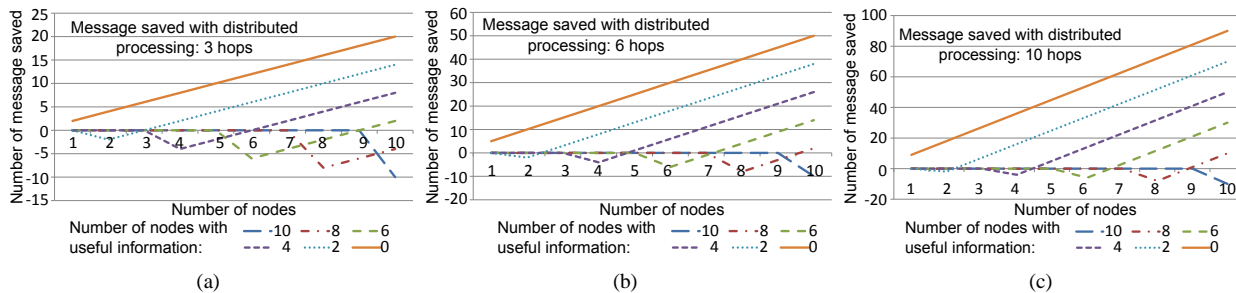 Number of message saved
25
20
15
10
5
0
-5
-10
-15
Message saved with distributed
processing: 3 hops
1 2 3 4 5 6 7 8 9 10
Number of nodes
Number of nodes with
useful information:
10 8 6
4 2 0
(a)
Number of message saved
60
50
40
30
20
10
0
-10
-20
Message saved with distributed
processing: 6 hops
1 2 3 4 5 6 7 8 9 10
Number of nodes
Number of nodes with
useful information:
10 8 6
4 2 0
(b)
Number of message saved
100
80
60
40
20
0
-20
Message saved with distributed
processing: 10 hops
1 2 3 4 5 6 7 8 9 10
Number of nodes
Number of nodes with
useful information:
10 8 6
4 2 0
(c)